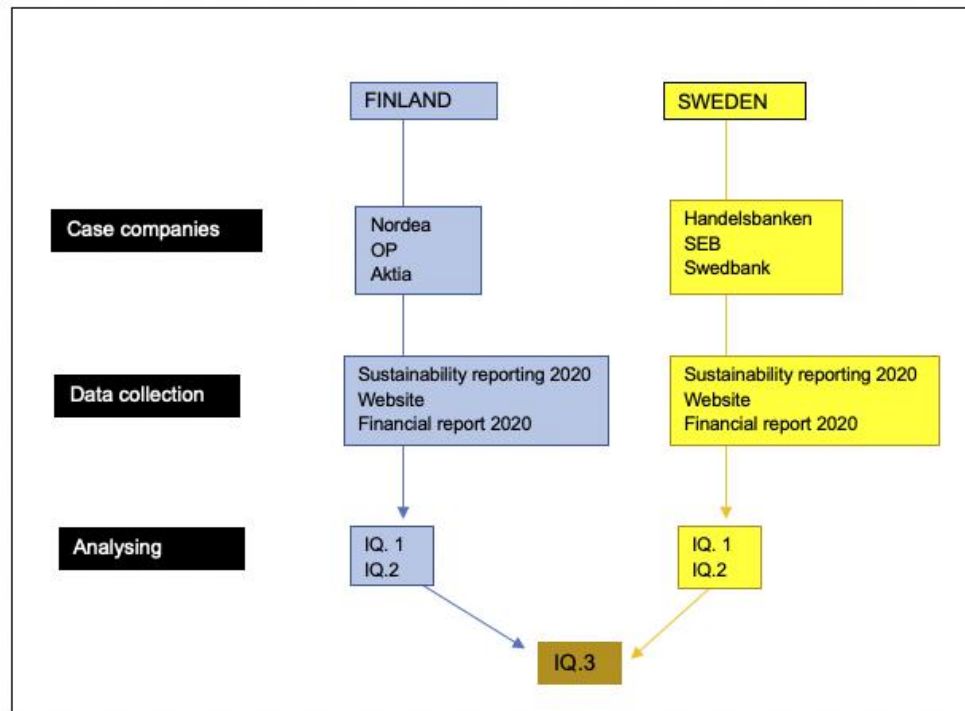 FINLAND
SWEDEN
Case companies
Nordea
OP
Aktia
Handelsbanken
SEB
Swedbank
Data collection
Sustainability reporting 2020
Website
Financial report 2020
Sustainability reporting 2020
Website
Financial report 2020
Analysing
IQ. 1
IQ.2
IQ. 1
IQ.2
IQ.3